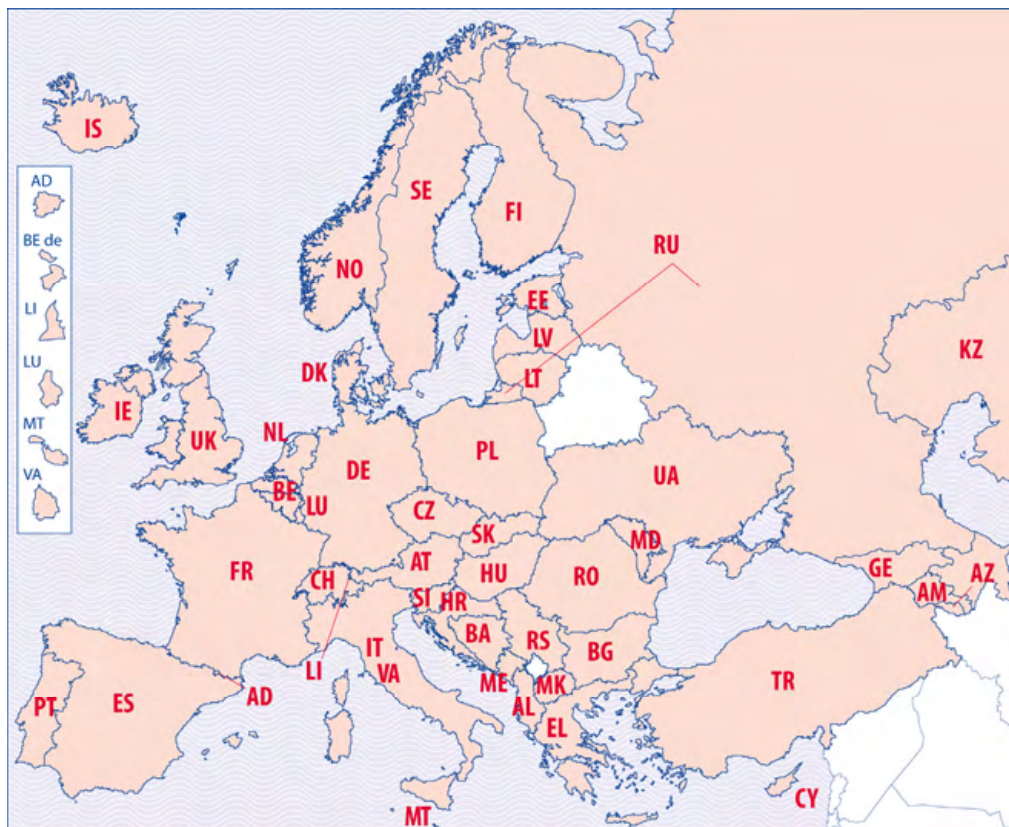 IS
AD
BE de
LI
LU
MT
VA
SE
FI
NO
RU
EE
LV
LT
KZ
DK
IE
UK
NL
BE
LU
DE
PL
CZ
UA
SK
MD
FR
CH
AT
HU
RO
GE
AM
AZ
SI
HR
BA
RS
BG
IT
VA
LI
ME
MK
AL
EL
TR
PT
ES
AD
MT
CY